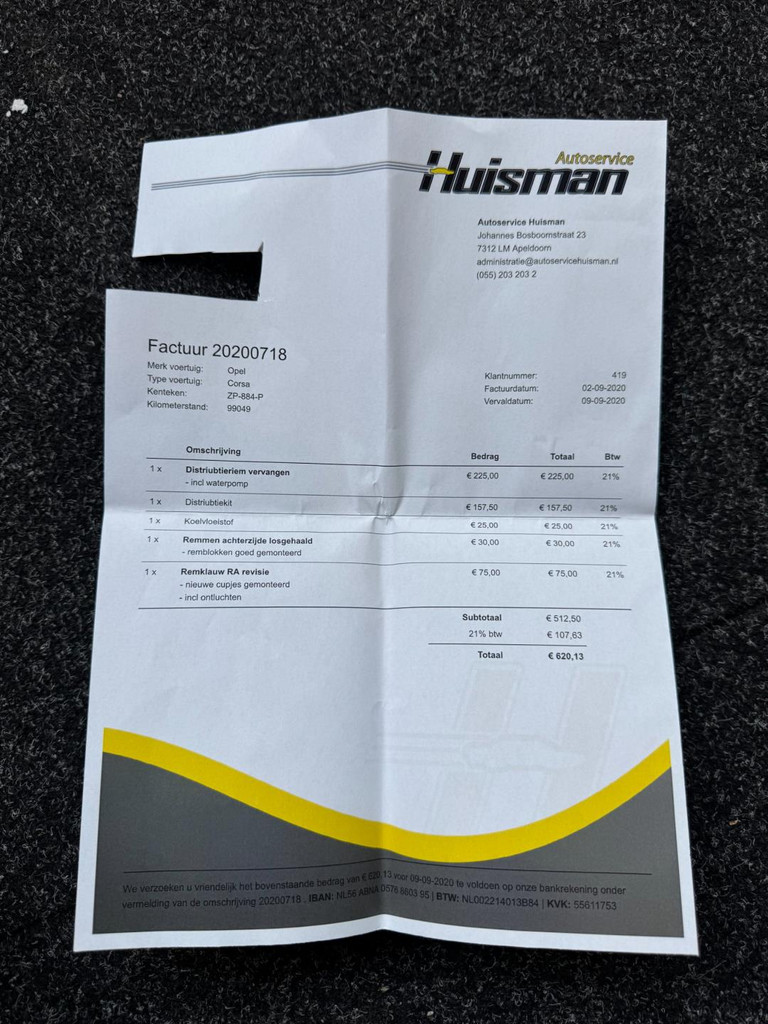 Autoservice
Huisman
Autoservice Huisman
Johannes Bosboomstraat 23
7312 LM Apeldoorn
administratie@autoservicehuisman.nl
(055) 203 203 2
Factuur 20200718
Merk voertuig: Opel
Type voertuig: Corsa
Kenteken: ZP-884-P
Kilometerstand: 99049
Klantnummer: 419
Factuurdatum: 02-09-2020
Vervaldatum: 09-09-2020
Omschrijving Bedrag Totaal Btw
1 x Distriubtieriem vervangen € 225,00 € 225,00 21%
- incl waterpomp
1 x Distriubtiekit € 157,50 € 157,50 21%
1 x Koelvloeistof € 25,00 € 25,00 21%
1 x Remmen achterzijde losgehaald € 30,00 € 30,00 21%
- remblokken goed gemonteerd
1 x Remklauw RA revisie € 75,00 € 75,00 21%
- nieuwe cupjes gemonteerd
- incl ontluchten
Subtotaal € 512,50
21% btw € 107,63
Totaal € 620,13
We verzoeken u vriendelijk het bovenstaande bedrag van € 620,13 voor 09-09-2020 te voldoen op onze bankrekening onder
vermelding van de omschrijving 20200718 . IBAN: NL56 ABNA 0576 8603 95 | BTW: NL002214013B84 | KVK: 55611753